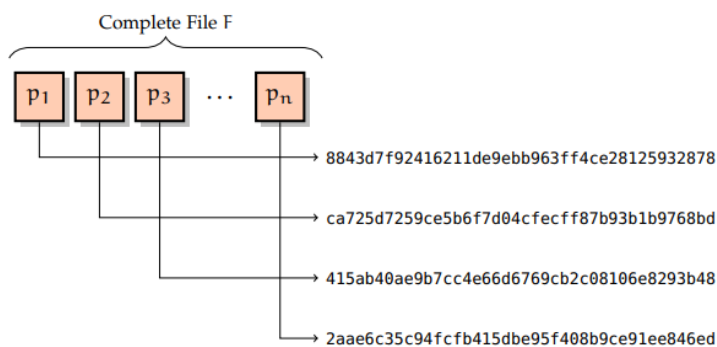 Complete File F
p1 p2 p3 ... pn
8843d7f92416211de9ebb963ff4ce28125932878
ca725d7259ce5b6f7d04cfecff87b93b1b9768bd
415ab40ae9b7cc4e66d6769cb2c08106e8293b48
2aae6c35c94fcfb415dbe95f408b9ce91ee846ed